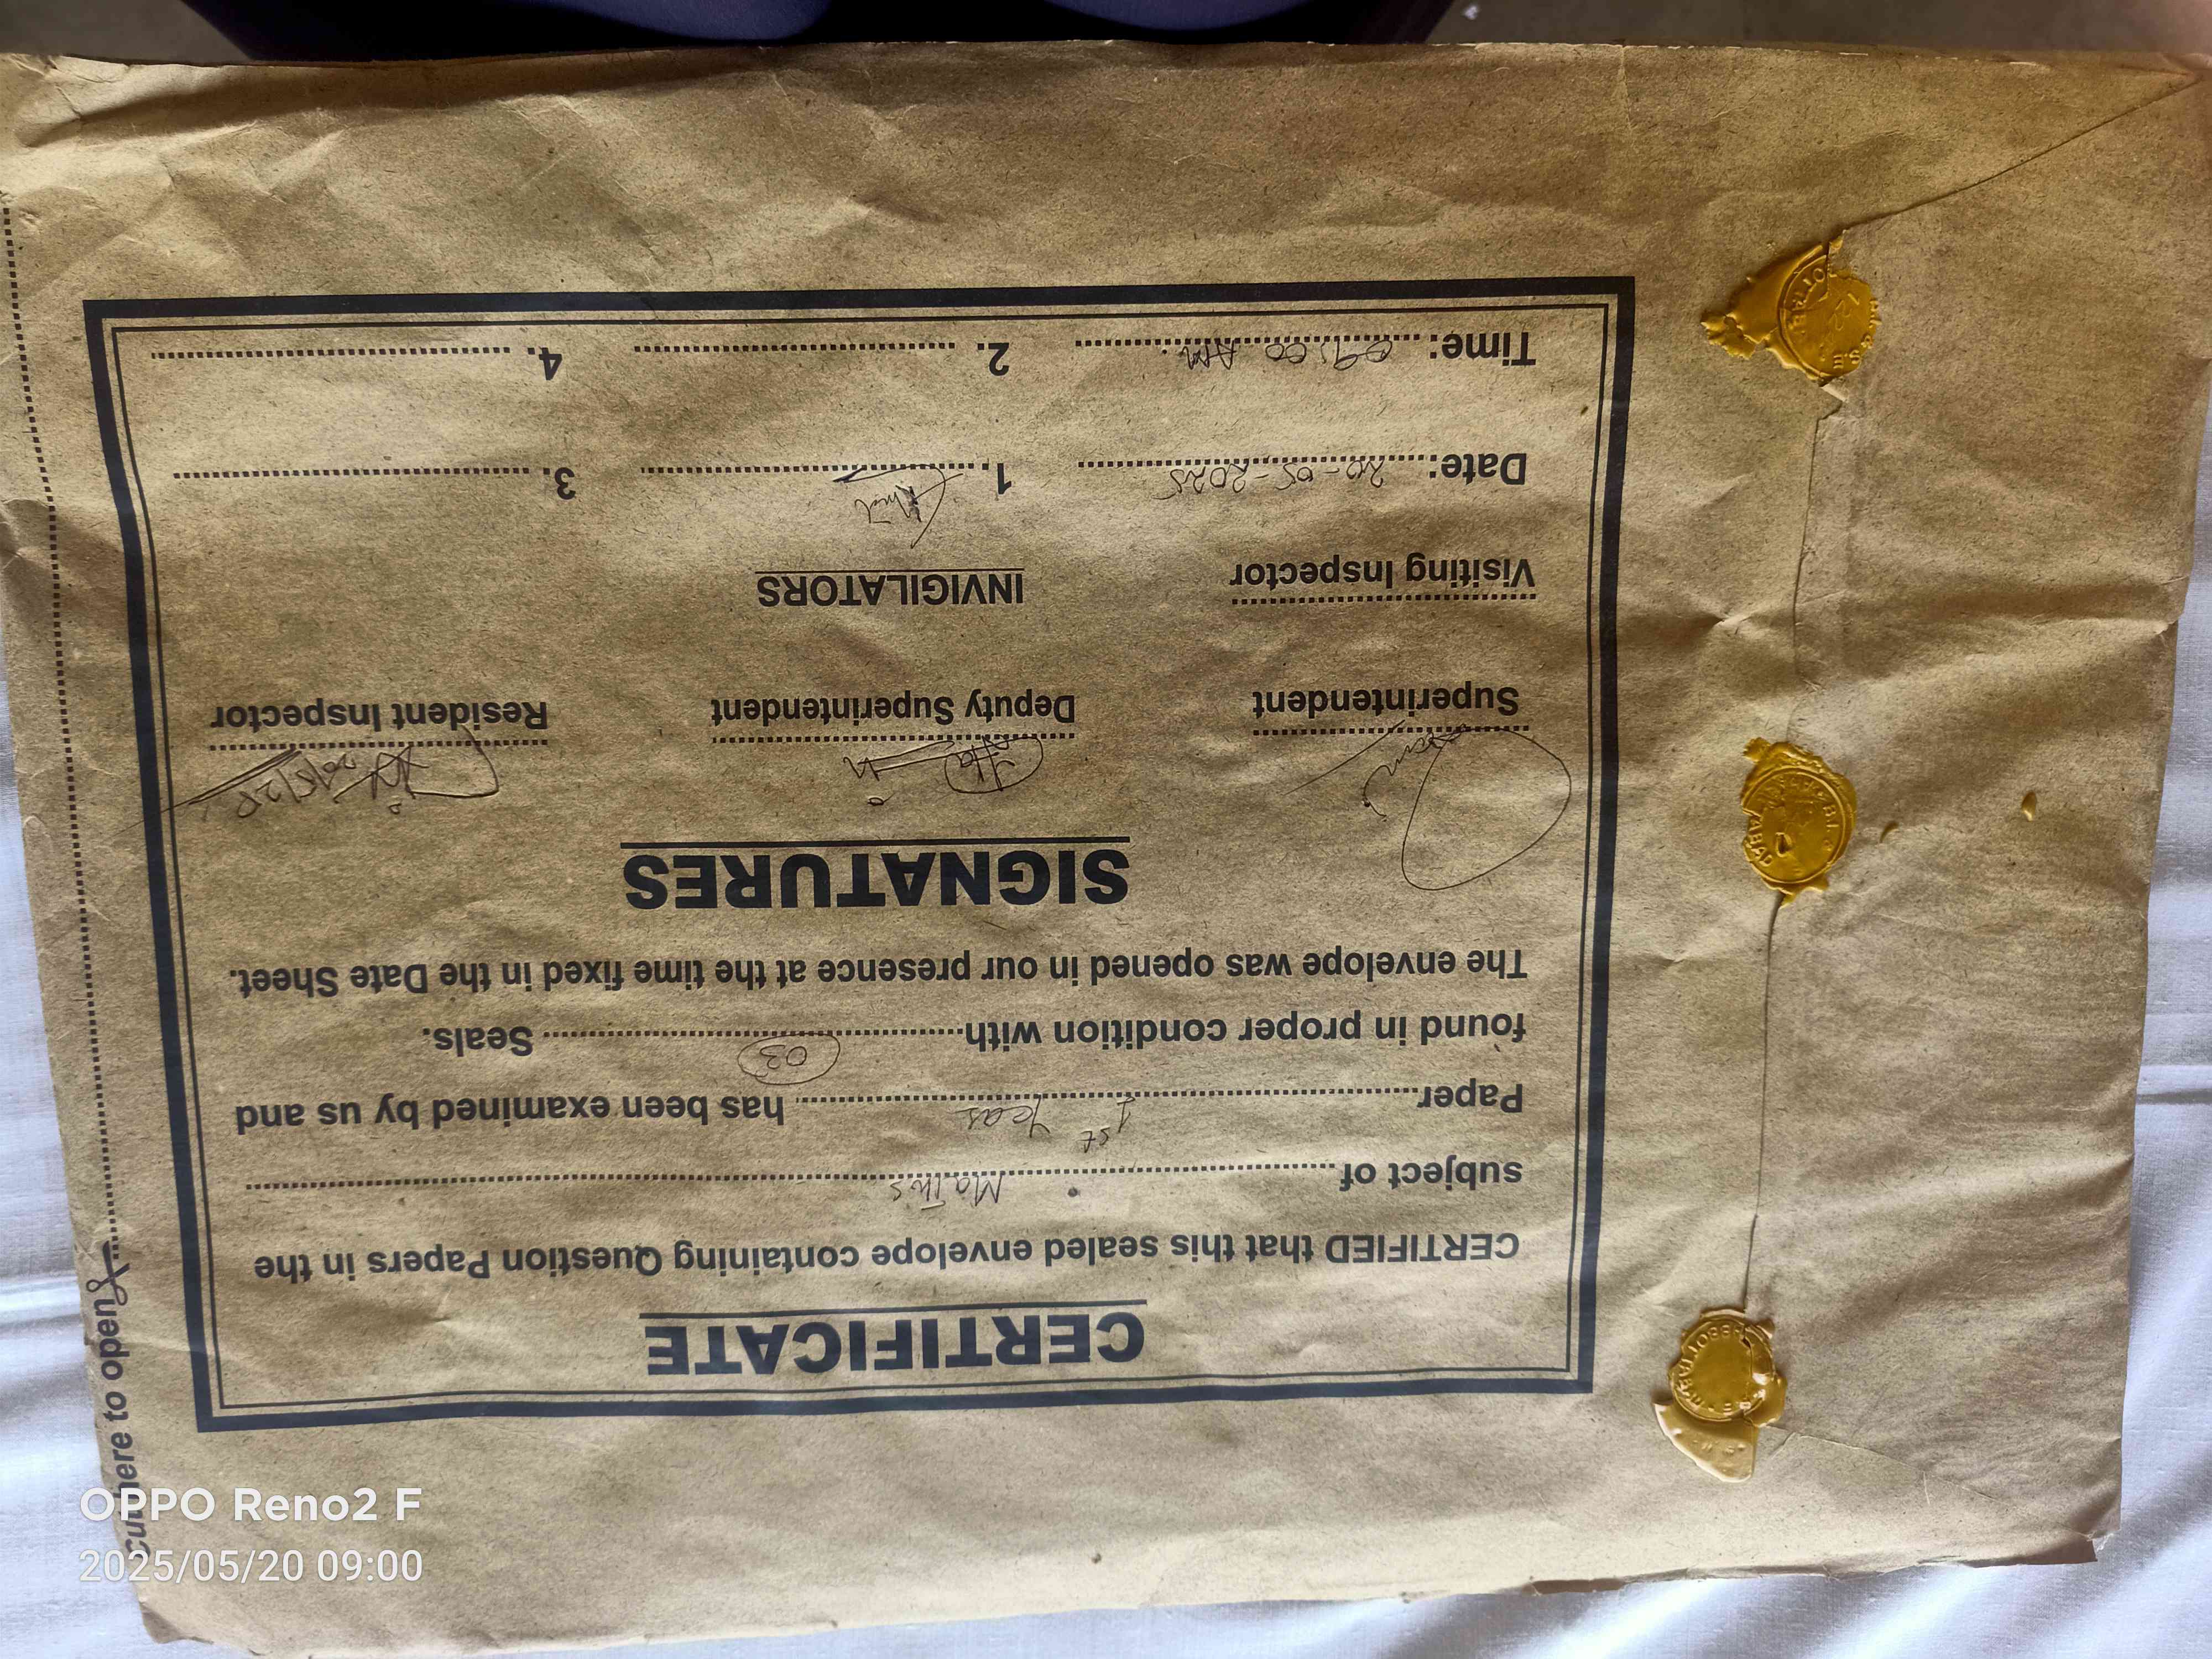 CERTIFICATE
CERTIFIED that this sealed envelope containing Question Papers in the
subject of Maths
Paper 1st Year has been examined by us and
found in proper condition with 03 Seals.
The envelope was opened in our presence at the time fixed in the Date Sheet.
SIGNATURES
Superintendent Deputy Superintendent Resident Inspector
20/5/25
Visiting Inspector INVIGILATORS
Date: 20-05-2025 1. 3.
Time: 09:00 AM. 2. 4.
Cut here to open
OPPO Reno2 F
2025/05/20 09:00